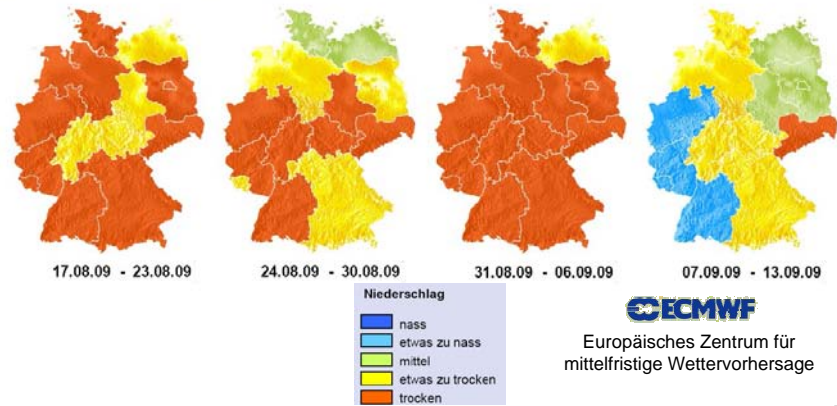 17.08.09 - 23.08.09
24.08.09 - 30.08.09
31.08.09 - 06.09.09
07.09.09 - 13.09.09
Niederschlag
nass
etwas zu nass
mittel
etwas zu trocken
trocken
ECMWF
Europäisches Zentrum für
mittelfristige Wettervorhersage